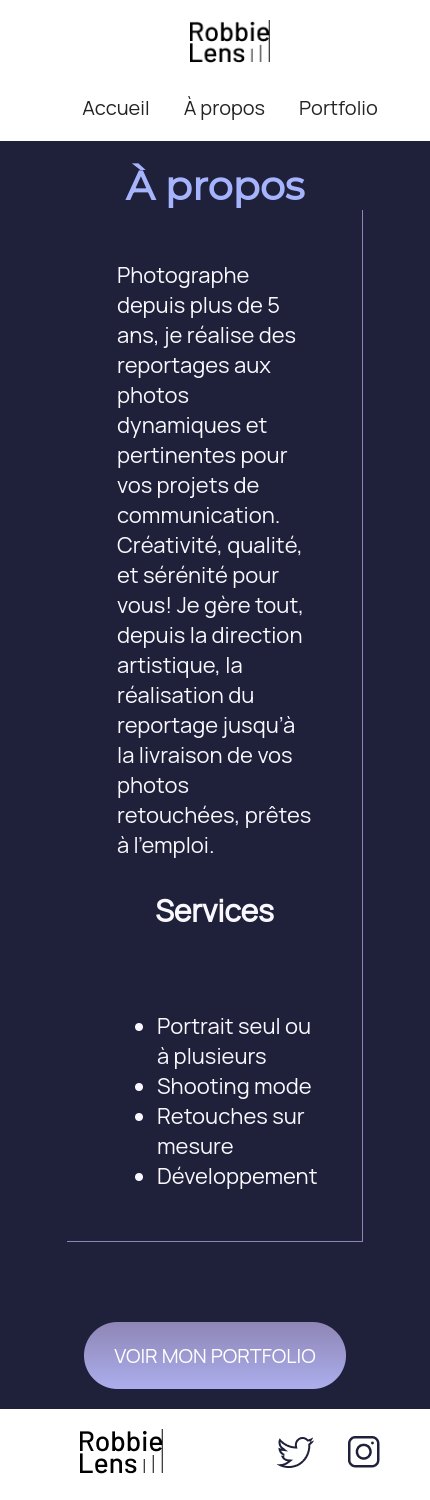 Robbie
Lens
Accueil À propos Portfolio
À propos
Photographe
depuis plus de 5
ans, je réalise des
reportages aux
photos
dynamiques et
pertinentes pour
vos projets de
communication.
Créativité, qualité,
et sérénité pour
vous! Je gère tout,
depuis la direction
artistique, la
réalisation du
reportage jusqu’à
la livraison de vos
photos
retouchées, prêtes
à l’emploi.
Services
• Portrait seul ou
à plusieurs
• Shooting mode
• Retouches sur
mesure
• Développement
VOIR MON PORTFOLIO
Robbie
Lens